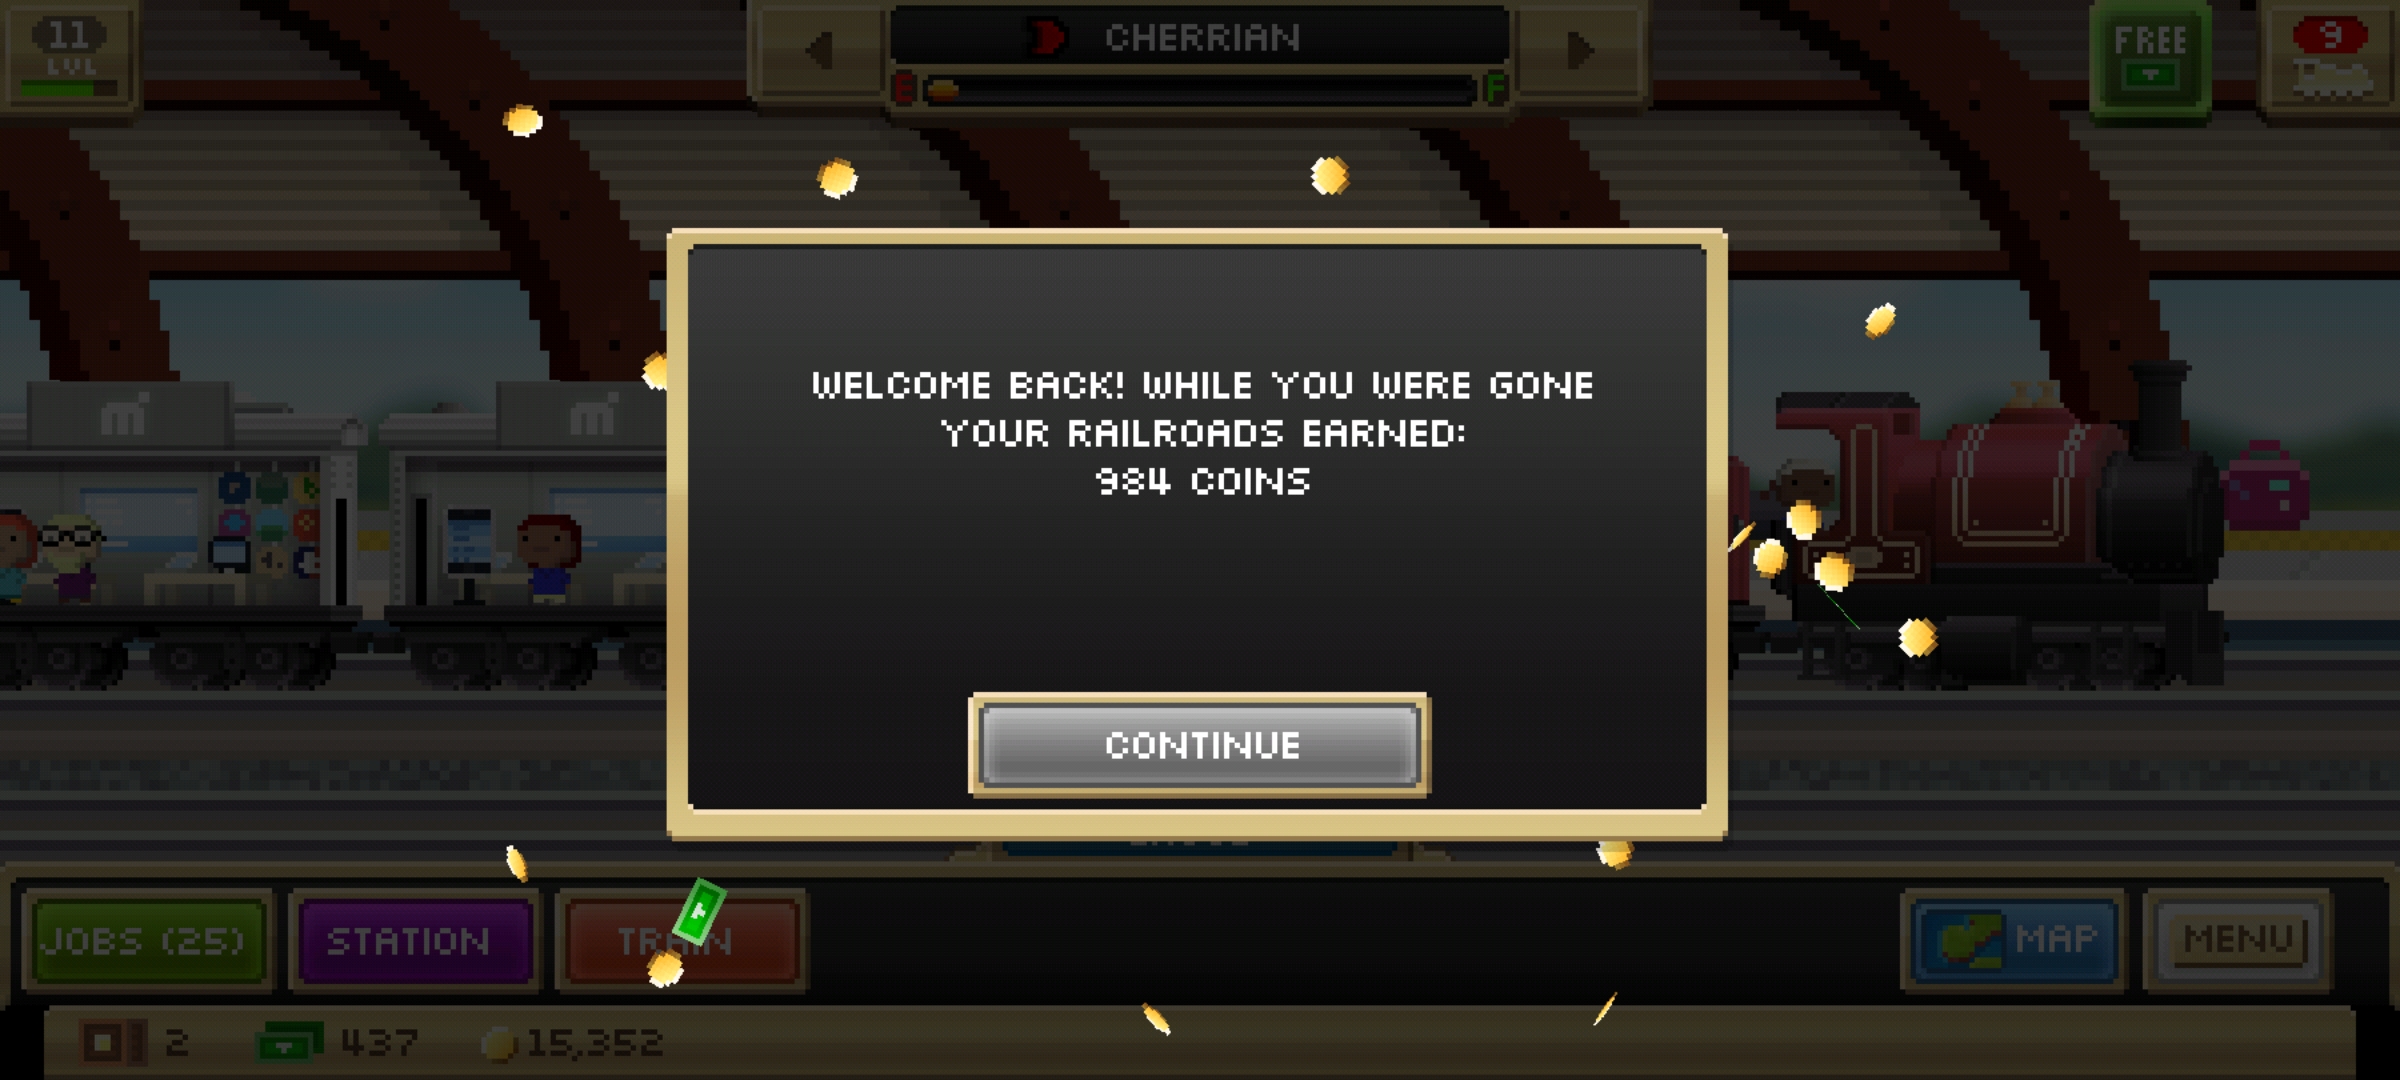 11
LVL
CHERRIAN
E
F
FREE
9
WELCOME BACK! WHILE YOU WERE GONE
YOUR RAILROADS EARNED:
984 COINS
CONTINUE
JOBS (25)
STATION
TRAIN
MAP
MENU
2
437
15,352